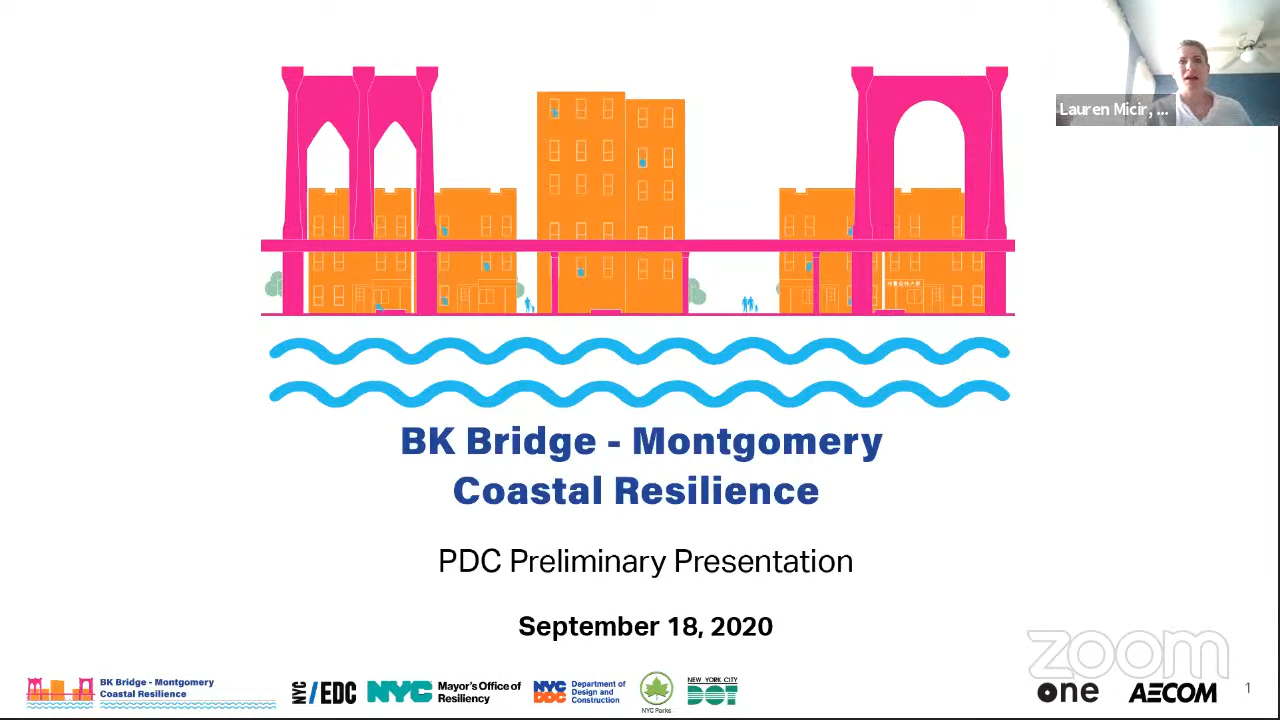 Lauren Micir, ...
BK Bridge - Montgomery
Coastal Resilience
PDC Preliminary Presentation
September 18, 2020
zoom
BK Bridge - Montgomery
Coastal Resilience
NYC
/EDC
NYC
Mayor's Office of
Resiliency
NYC
DDC
Department of
Design and
Construction
NYC Parks
NEW YORK CITY
DOT
one
AECOM
1